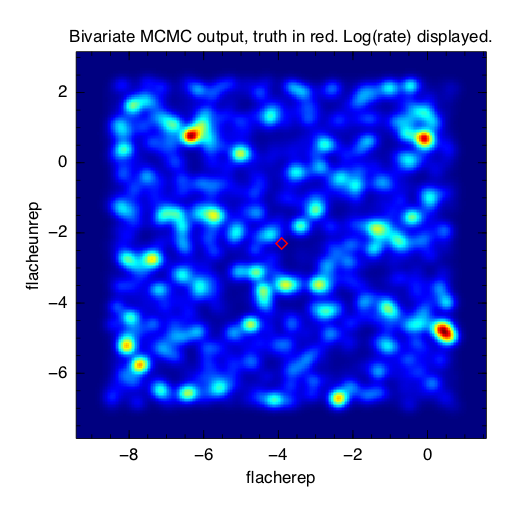 Bivariate MCMC output, truth in red. Log(rate) displayed.
2
0
−2
−4
−6
flacheunrep
−8 −6 −4 −2 0
flacherep